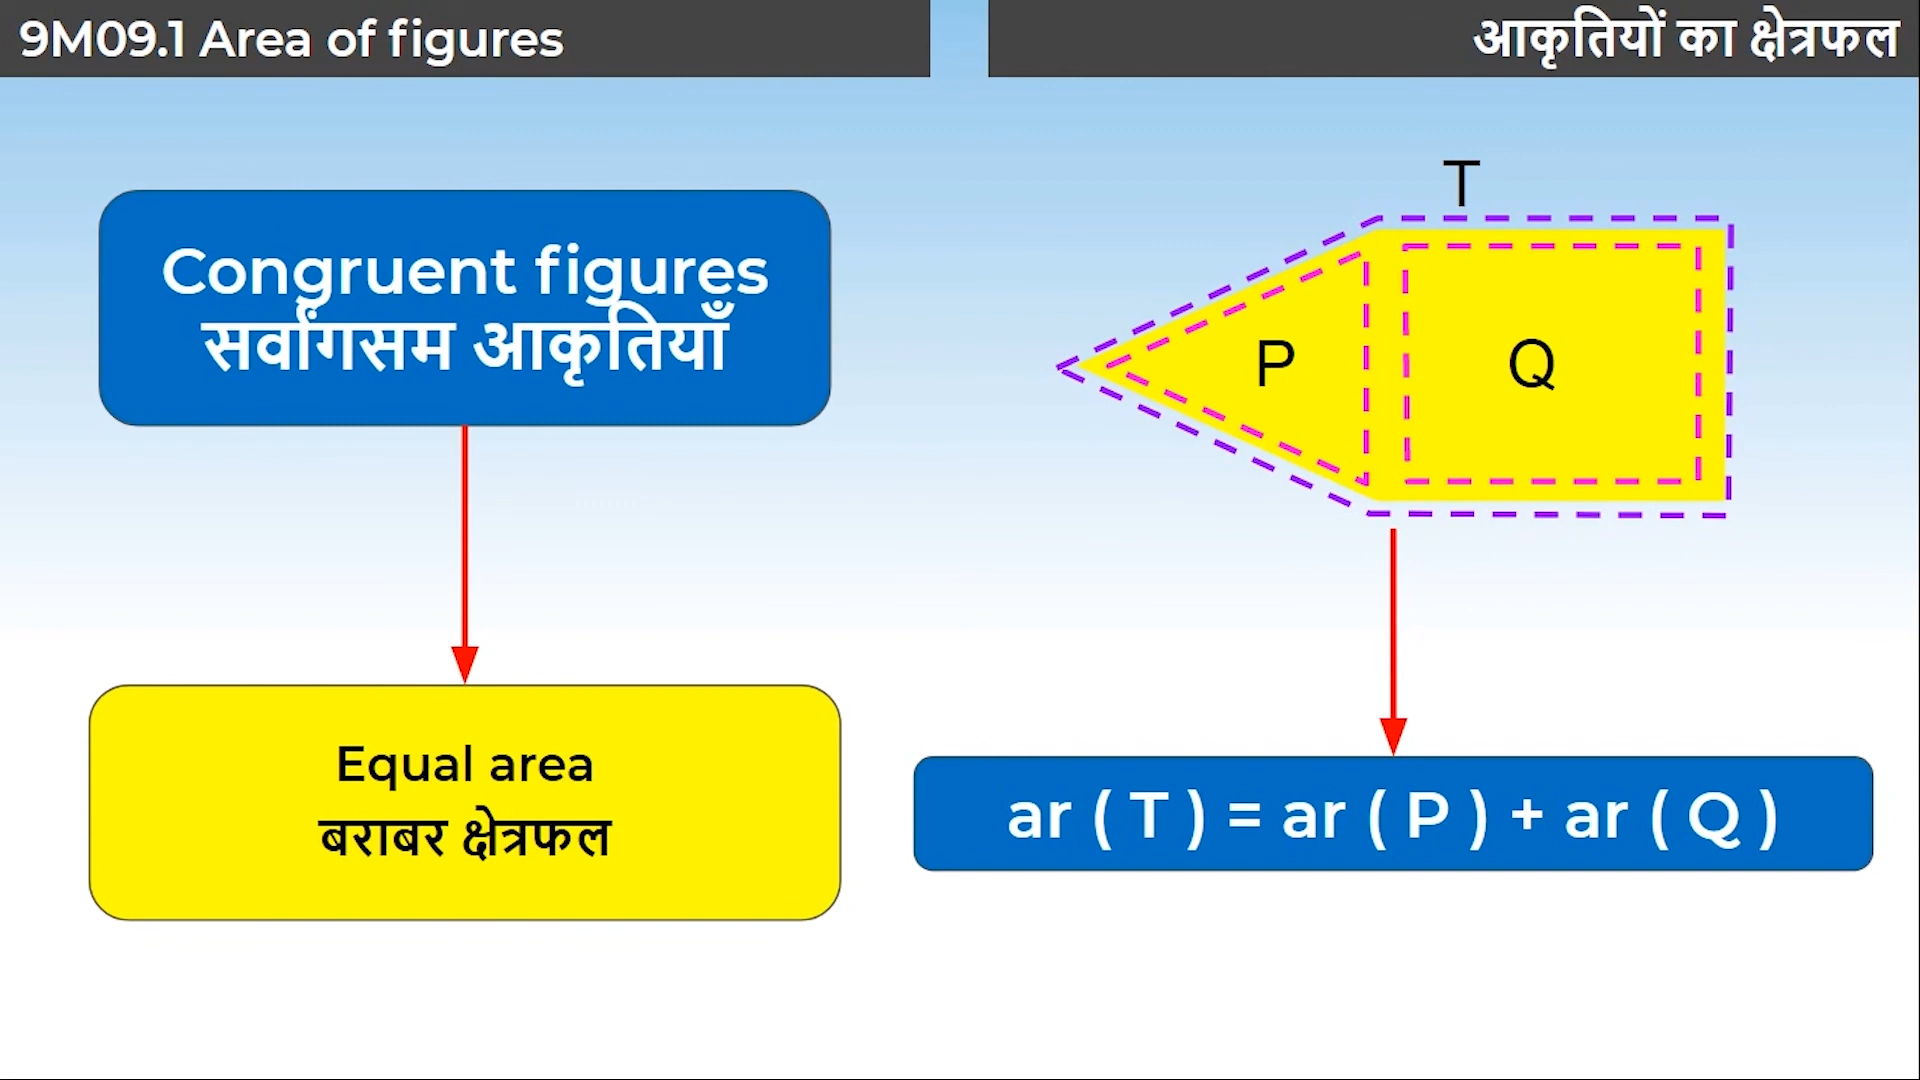 9M09.1 Area of figures
आकृतियों का क्षेत्रफल
Congruent figures
सर्वांगसम आकृतियाँ
Equal area
बराबर क्षेत्रफल
T
P
Q
ar ( T ) = ar ( P ) + ar ( Q )